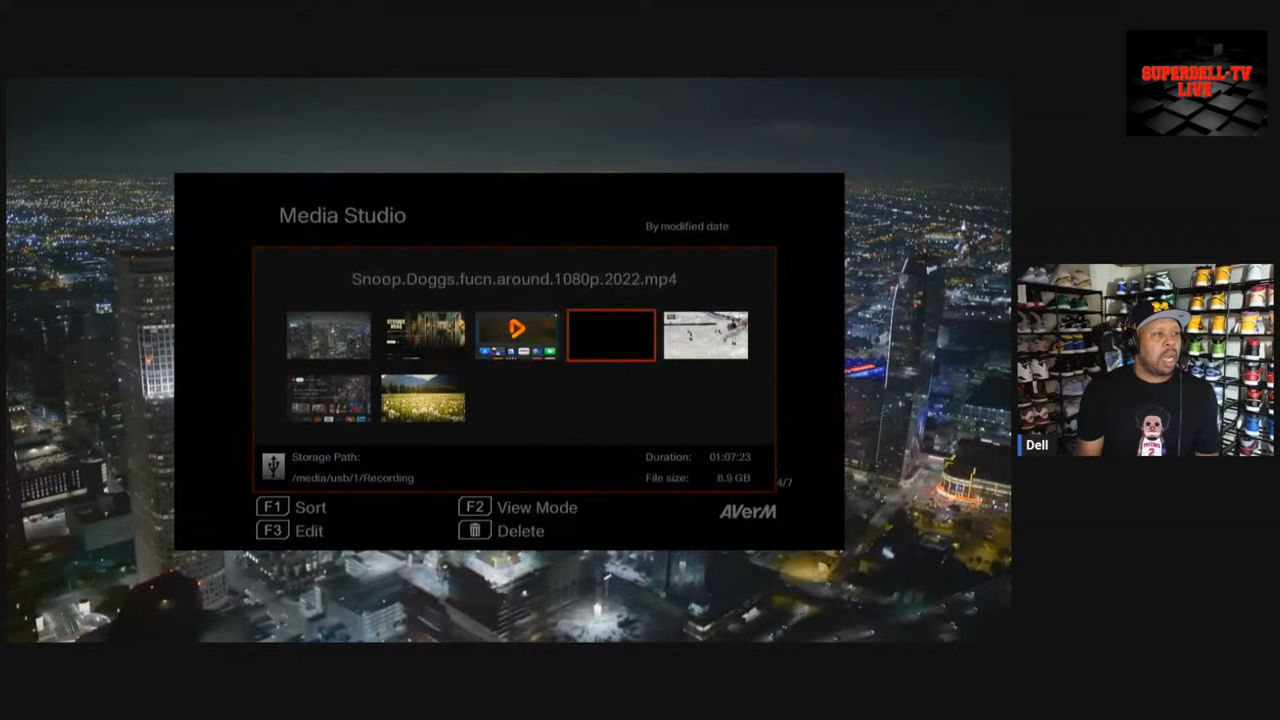 SUPERDELL-TV
LIVE
Media Studio
By modified date
Snoop.Doggs.fucn.around.1080p.2022.mp4
Storage Path:
/media/usb/1/Recording
Duration: 01:07:23
File size: 8.9 GB
4/7
F1 Sort
F2 View Mode
F3 Edit
Delete
AVerM
Dell